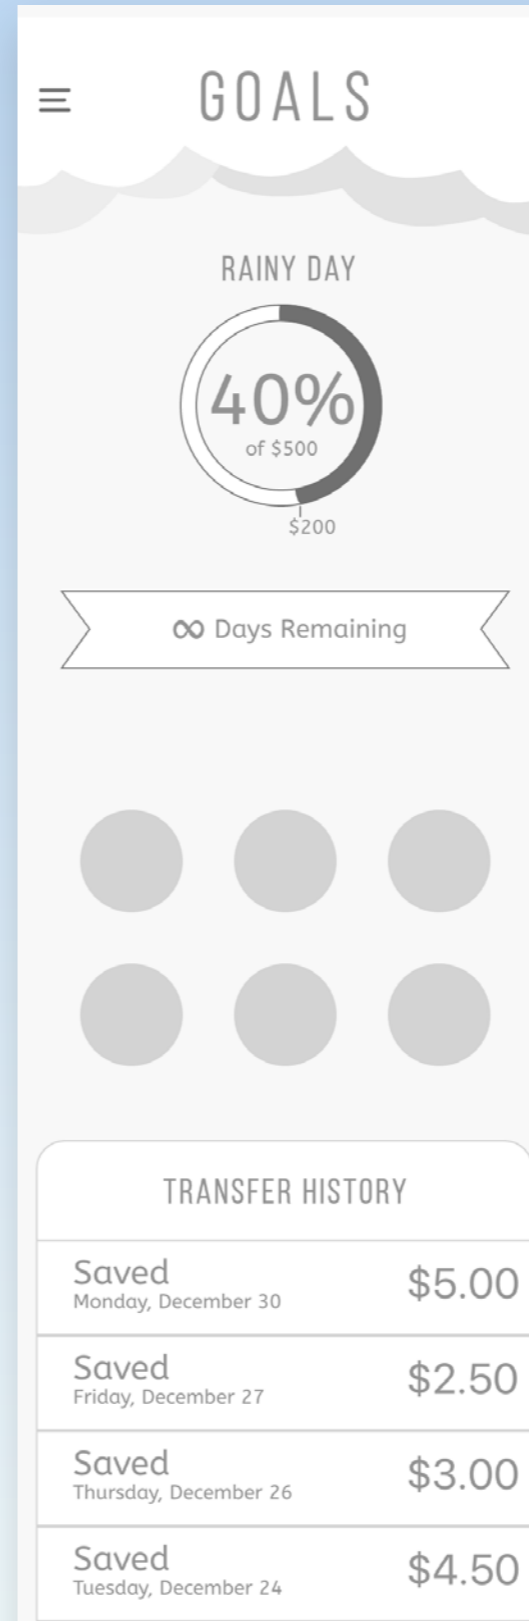 GOALS
RAINY DAY
40%
of $500
$200
∞ Days Remaining
TRANSFER HISTORY
Saved
Monday, December 30
$5.00
Saved
Friday, December 27
$2.50
Saved
Thursday, December 26
$3.00
Saved
Tuesday, December 24
$4.50